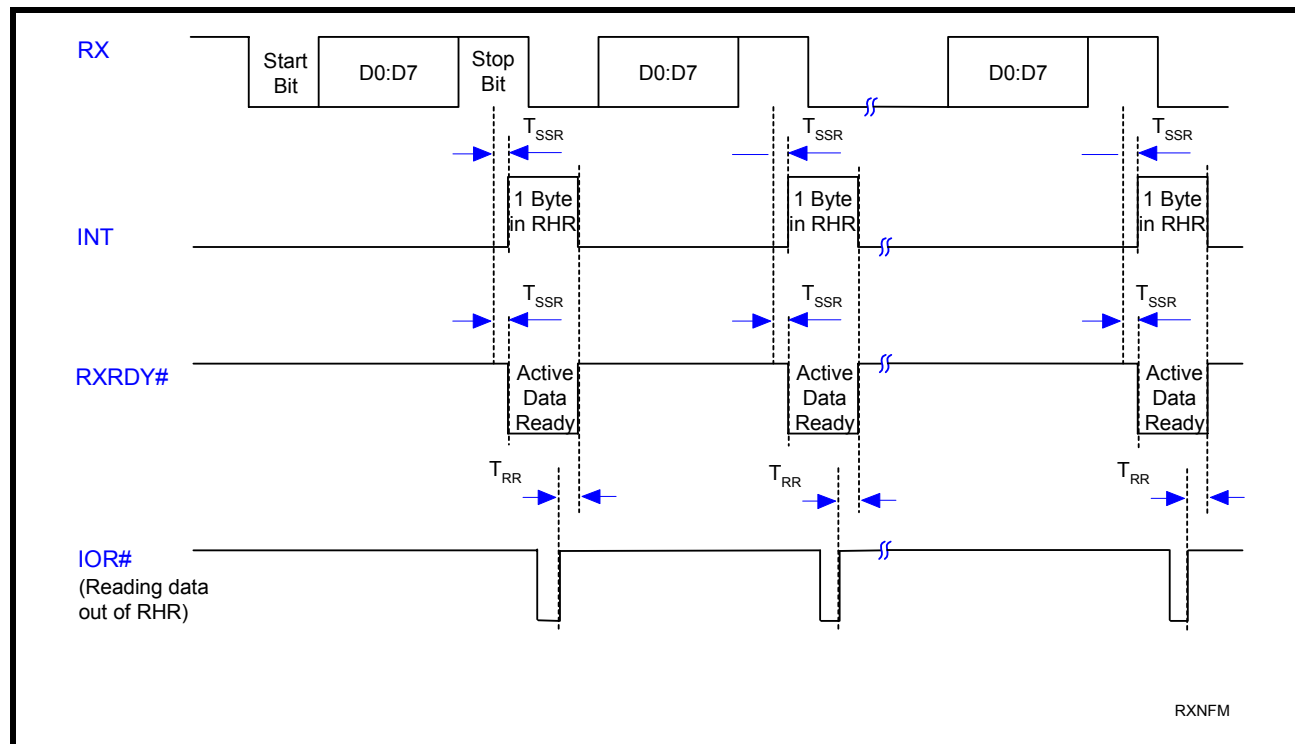 RX
Start
Bit
D0:D7
Stop
Bit
D0:D7
D0:D7
TSSR
TSSR
TSSR
1 Byte
in RHR
1 Byte
in RHR
1 Byte
in RHR
INT
TSSR
TSSR
TSSR
RXRDY#
Active
Data
Ready
Active
Data
Ready
Active
Data
Ready
TRR
TRR
TRR
IOR#
(Reading data
out of RHR)
RXNFM